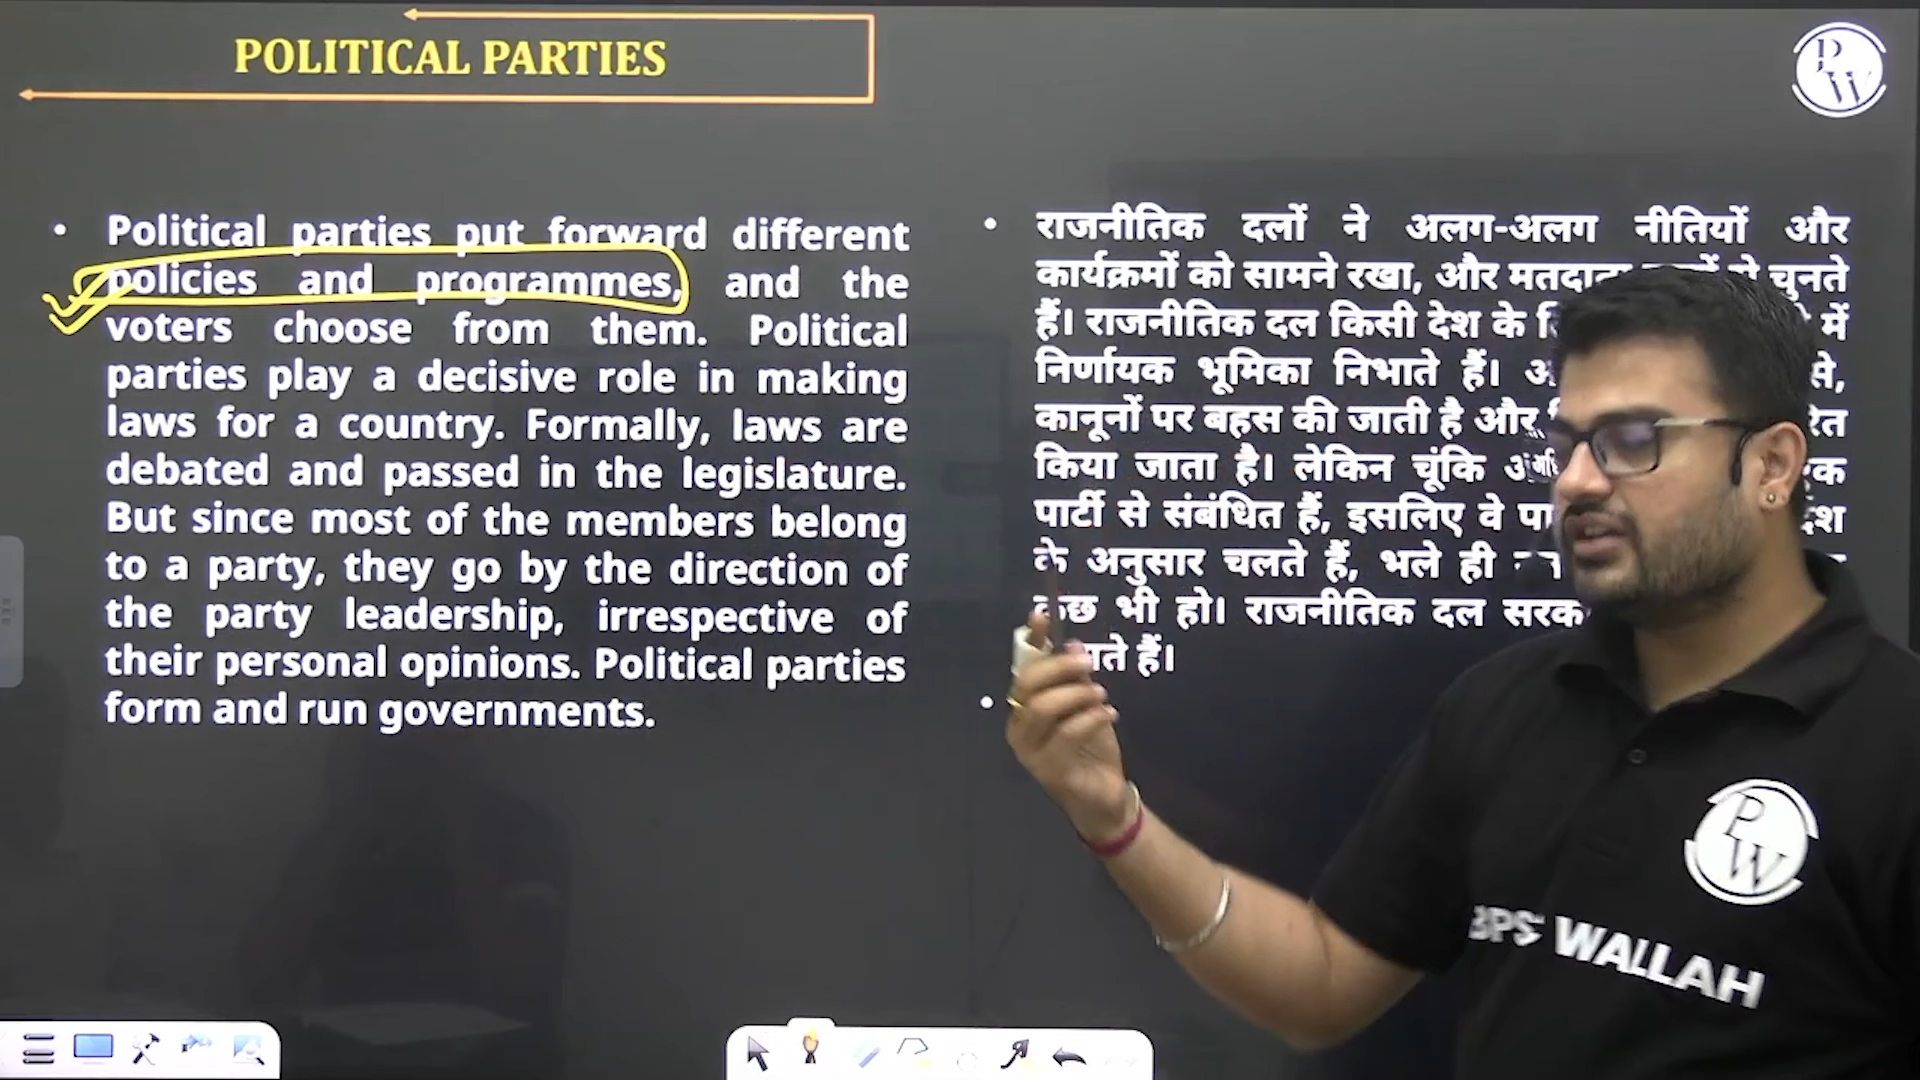 POLITICAL PARTIES
PW
• Political parties put forward different
policies and programmes, and the
voters choose from them. Political
parties play a decisive role in making
laws for a country. Formally, laws are
debated and passed in the legislature.
But since most of the members belong
to a party, they go by the direction of
the party leadership, irrespective of
their personal opinions. Political parties
form and run governments.
• राजनीतिक दलों ने अलग-अलग नीतियों और
कार्यक्रमों को सामने रखा, और चुनते
हैं। राजनीतिक दल किसी देश के में
निर्णायक भूमिका निभाते हैं। से,
कानूनों पर बहस की जाती है और
किया जाता है। लेकिन चूंकि
पार्टी से संबंधित हैं, इसलिए वे
के अनुसार चलते हैं, भले ही
कुछ भी हो। राजनीतिक दल
हैं।
•
PW
WALLAH